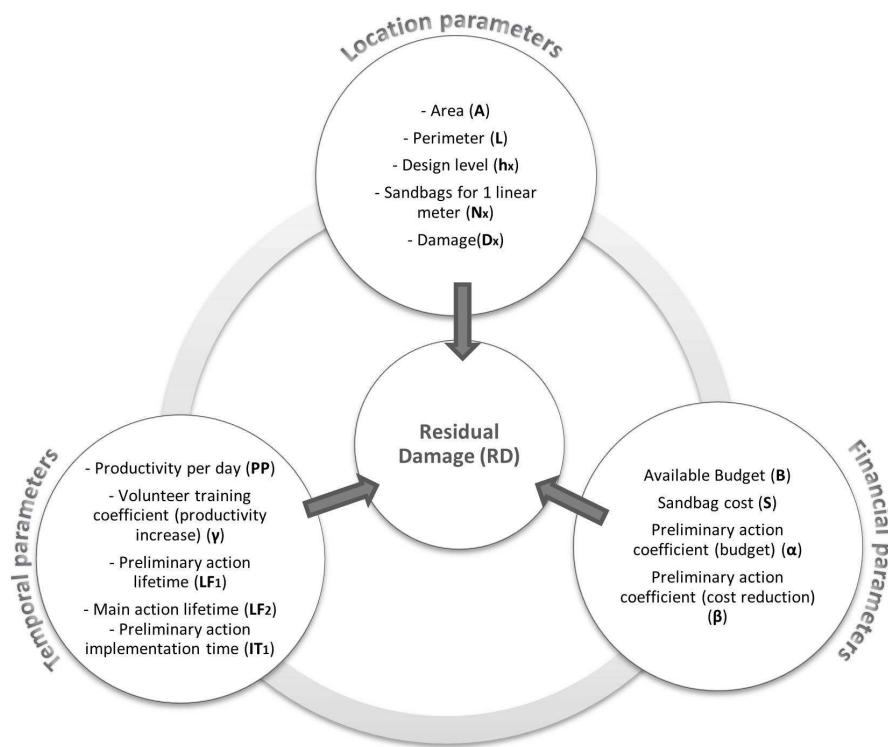 Location parameters
- Area (A)
- Perimeter (L)
- Design level (hx)
- Sandbags for 1 linear
meter (Nx)
- Damage(Dx)
Residual
Damage (RD)
Temporal parameters
- Productivity per day (PP)
- Volunteer training
coefficient (productivity
increase) (γ)
- Preliminary action
lifetime (LF1)
- Main action lifetime (LF2)
- Preliminary action
implementation time (IT1)
Financial parameters
Available Budget (B)
Sandbag cost (S)
Preliminary action
coefficient (budget) (α)
Preliminary action
coefficient (cost reduction)
(β)